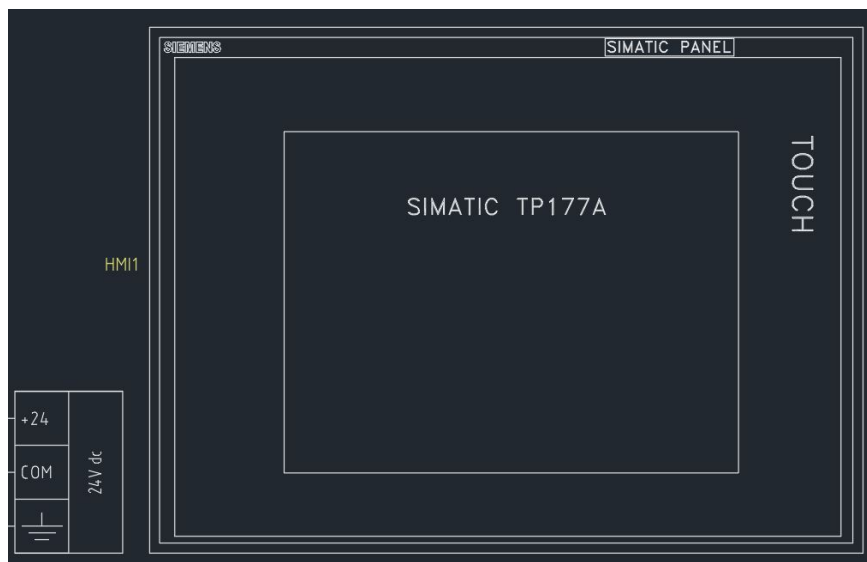 SIEMENS
SIMATIC PANEL
TOUCH
SIMATIC TP177A
HMI1
+24
COM
24V dc